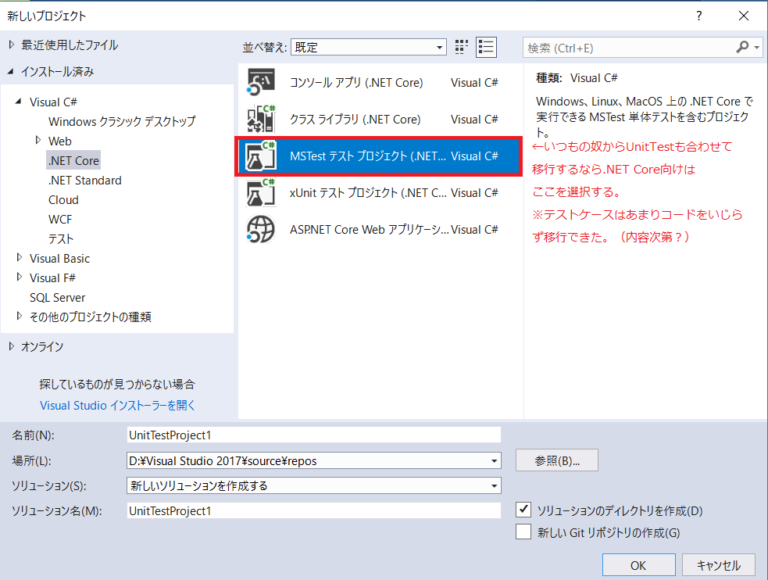 新しいプロジェクト
?
最近使用したファイル
インストール済み
Visual C#
Windows クラシック デスクトップ
Web
.NET Core
.NET Standard
Cloud
WCF
テスト
Visual Basic
Visual F#
SQL Server
その他のプロジェクトの種類
オンライン
探しているものが見つからない場合
Visual Studio インストーラーを開く
並べ替え: 既定
コンソール アプリ (.NET Core) Visual C#
クラス ライブラリ (.NET Core) Visual C#
MSTest テスト プロジェクト (.NET... Visual C#
xUnit テスト プロジェクト (.NET C... Visual C#
ASP.NET Core Web アプリケーシ... Visual C#
検索 (Ctrl+E)
種類: Visual C#
Windows、Linux、MacOS 上の .NET Core で
実行できる MSTest 単体テストを含むプロジェク
ト。
←いつもの奴からUnitTestも合わせて
移行するなら.NET Core向けは
ここを選択する。
※テストケースはあまりコードをいじら
ず移行できた。（内容次第？）
名前(N): UnitTestProject1
場所(L): D:¥Visual Studio 2017¥source¥repos
参照(B)...
ソリューション(S): 新しいソリューションを作成する
ソリューション名(M): UnitTestProject1
ソリューションのディレクトリを作成(D)
新しい Git リポジトリの作成(G)
OK
キャンセル